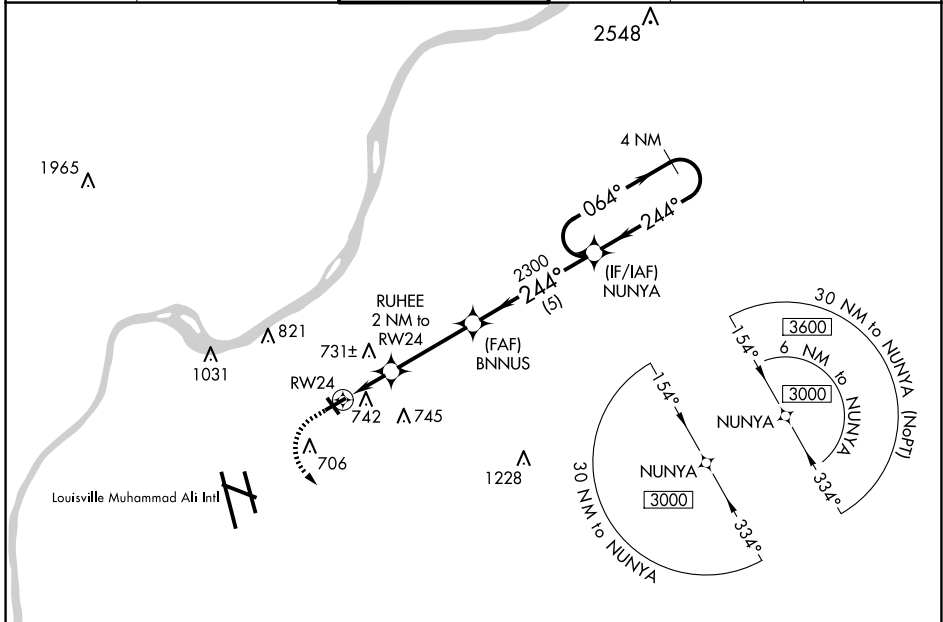 2548
4 NM
1965
064°
244°
(IF/IAF)
NUNYA
2300
244°
(5)
RUHEE
2 NM to
RW24
(FAF)
BNNUS
821
731±
1031
RW24
742
745
706
1228
Louisville Muhammad Ali Intl
154°
NUNYA
3000
334°
30 NM to NUNYA
30 NM to NUNYA (NoPT)
154°
3600
6 NM to NUNYA
3000
NUNYA
334°